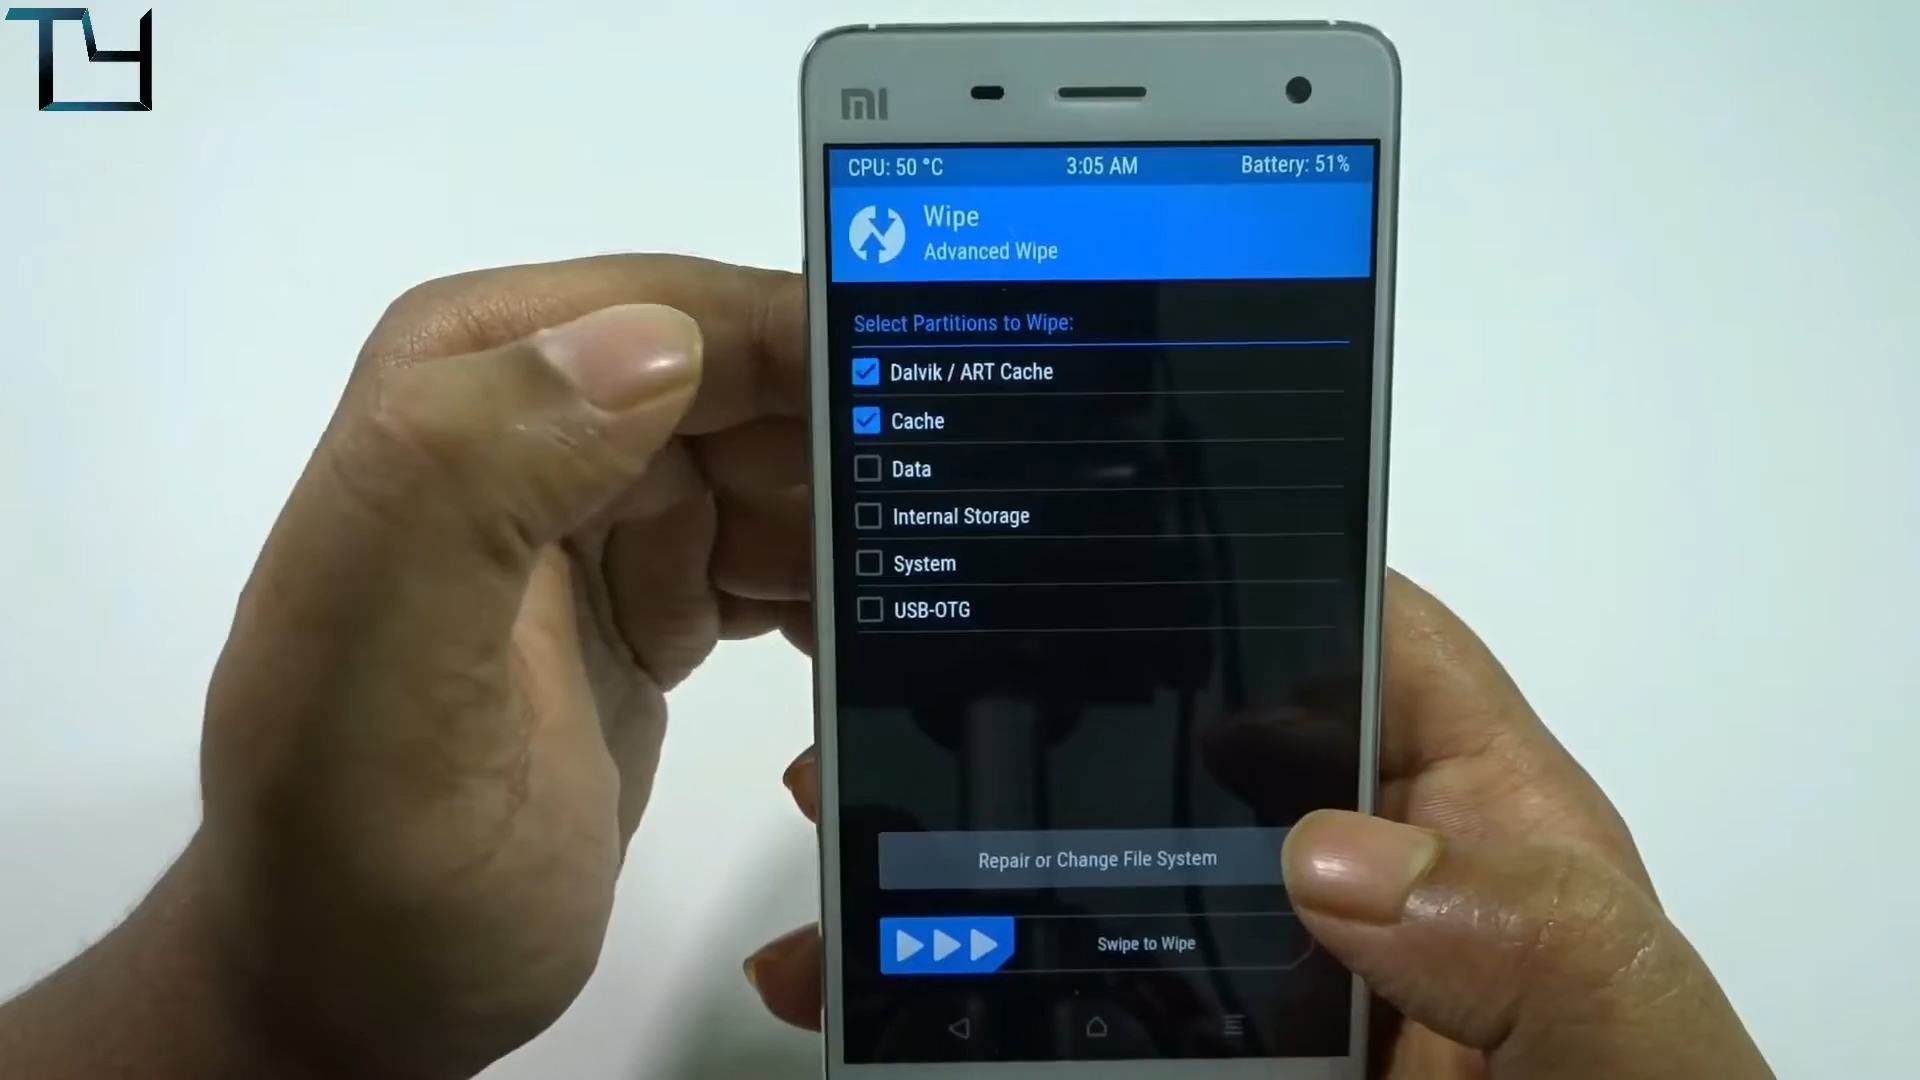 TY
mi
CPU: 50 °C 3:05 AM Battery: 51%
Wipe
Advanced Wipe
Select Partitions to Wipe:
Dalvik / ART Cache
Cache
Data
Internal Storage
System
USB-OTG
Repair or Change File System
Swipe to Wipe